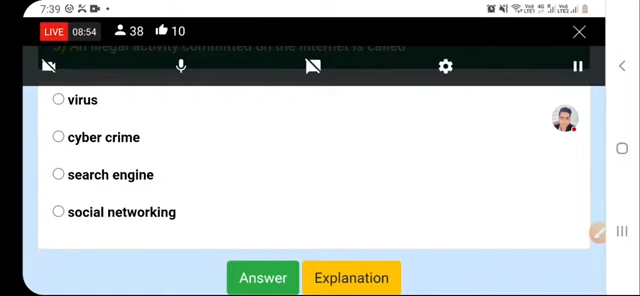 7:39
LIVE 08:54 38 10
5) An illegal activity committed on the internet is called
virus
cyber crime
search engine
social networking
Answer Explanation